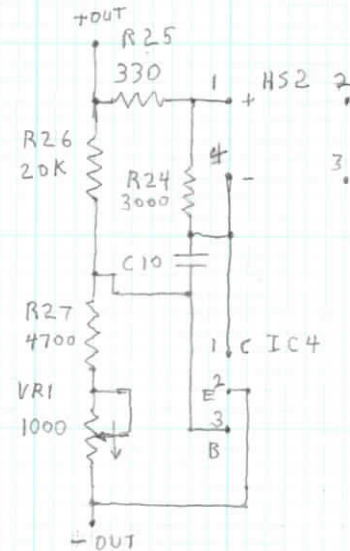 +OUT
R25
330
1 + HS2 2
R26
20K
R24
3000
4 -
3
C10
R27
4700
1 C IC4
VR1
1000
E 2
3
B
- OUT